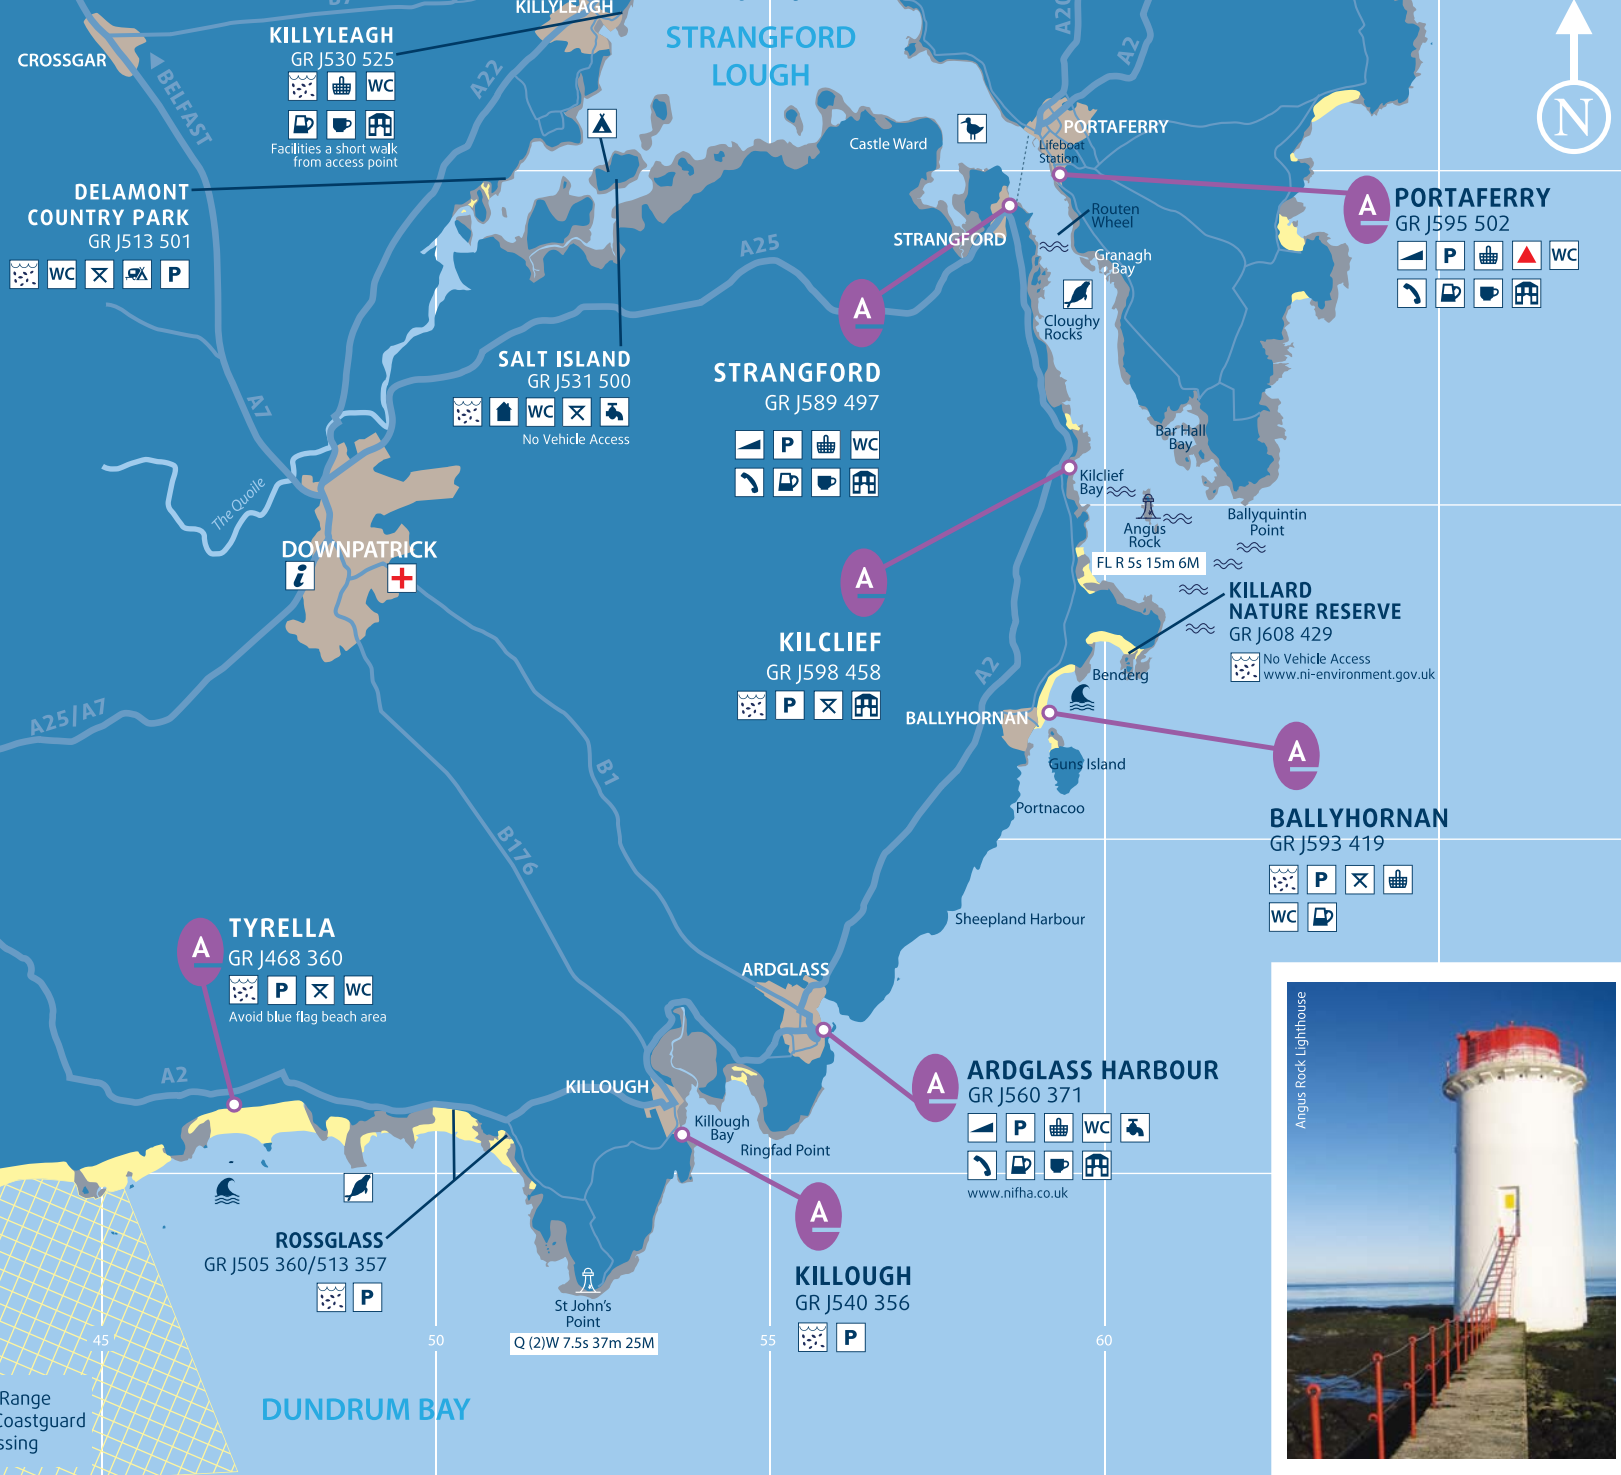 KILLYLEAGH
STRANGFORD
LOUGH
A20
A2
CROSSGAR
BELFAST
KILLYLEAGH
GR J530 525
WC
Facilities a short walk
from access point
A22
Castle Ward
PORTAFERRY
Lifeboat
Station
N
DELAMONT
COUNTRY PARK
GR J513 501
WC
P
A
PORTAFERRY
GR J595 502
P
WC
Routen
Wheel
STRANGFORD
A25
Granagh
Bay
Cloughy
Rocks
A
SALT ISLAND
GR J531 500
WC
No Vehicle Access
STRANGFORD
GR J589 497
P
WC
A7
The Quoile
Bar Hall
Bay
Kilclief
Bay
Angus
Rock
FL R 5s 15m 6M
Ballyquintin
Point
DOWNPATRICK
i
A
KILCLIEF
GR J598 458
P
KILLARD
NATURE RESERVE
GR J608 429
No Vehicle Access
www.ni-environment.gov.uk
A2
Benderg
A25/A7
BALLYHORNAN
A
Guns Island
Portnacoo
B1
B176
BALLYHORNAN
GR J593 419
P
WC
Sheepland Harbour
A
TYRELLA
GR J468 360
P
WC
Avoid blue flag beach area
ARDGLASS
A2
KILLOUGH
A
ARDGLASS HARBOUR
GR J560 371
P
WC
www.nifha.co.uk
Killough
Bay
Ringfad Point
ROSSGLASS
GR J505 360/513 357
P
A
KILLOUGH
GR J540 356
P
St John's
Point
Q (2)W 7.5s 37m 25M
45
50
55
60
Range
Coastguard
ssing
DUNDRUM BAY
Angus Rock Lighthouse